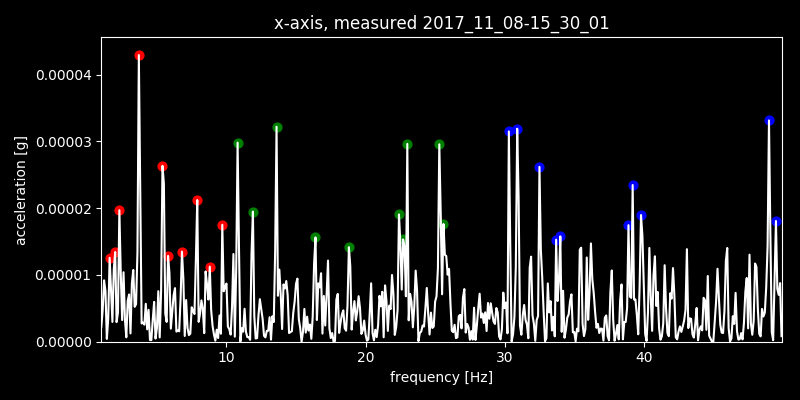 x-axis, measured 2017_11_08-15_30_01
acceleration [g]
0.00004
0.00003
0.00002
0.00001
0.00000
10 20 30 40
frequency [Hz]